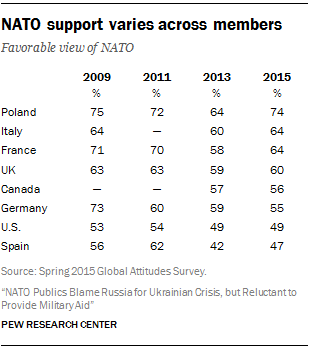 NATO support varies across members
Favorable view of NATO
2009 2011 2013 2015
% % % %
Poland 75 72 64 74
Italy 64 — 60 64
France 71 70 58 64
UK 63 63 59 60
Canada — — 57 56
Germany 73 60 59 55
U.S. 53 54 49 49
Spain 56 62 42 47
Source: Spring 2015 Global Attitudes Survey.
“NATO Publics Blame Russia for Ukrainian Crisis, but Reluctant to
Provide Military Aid”
PEW RESEARCH CENTER